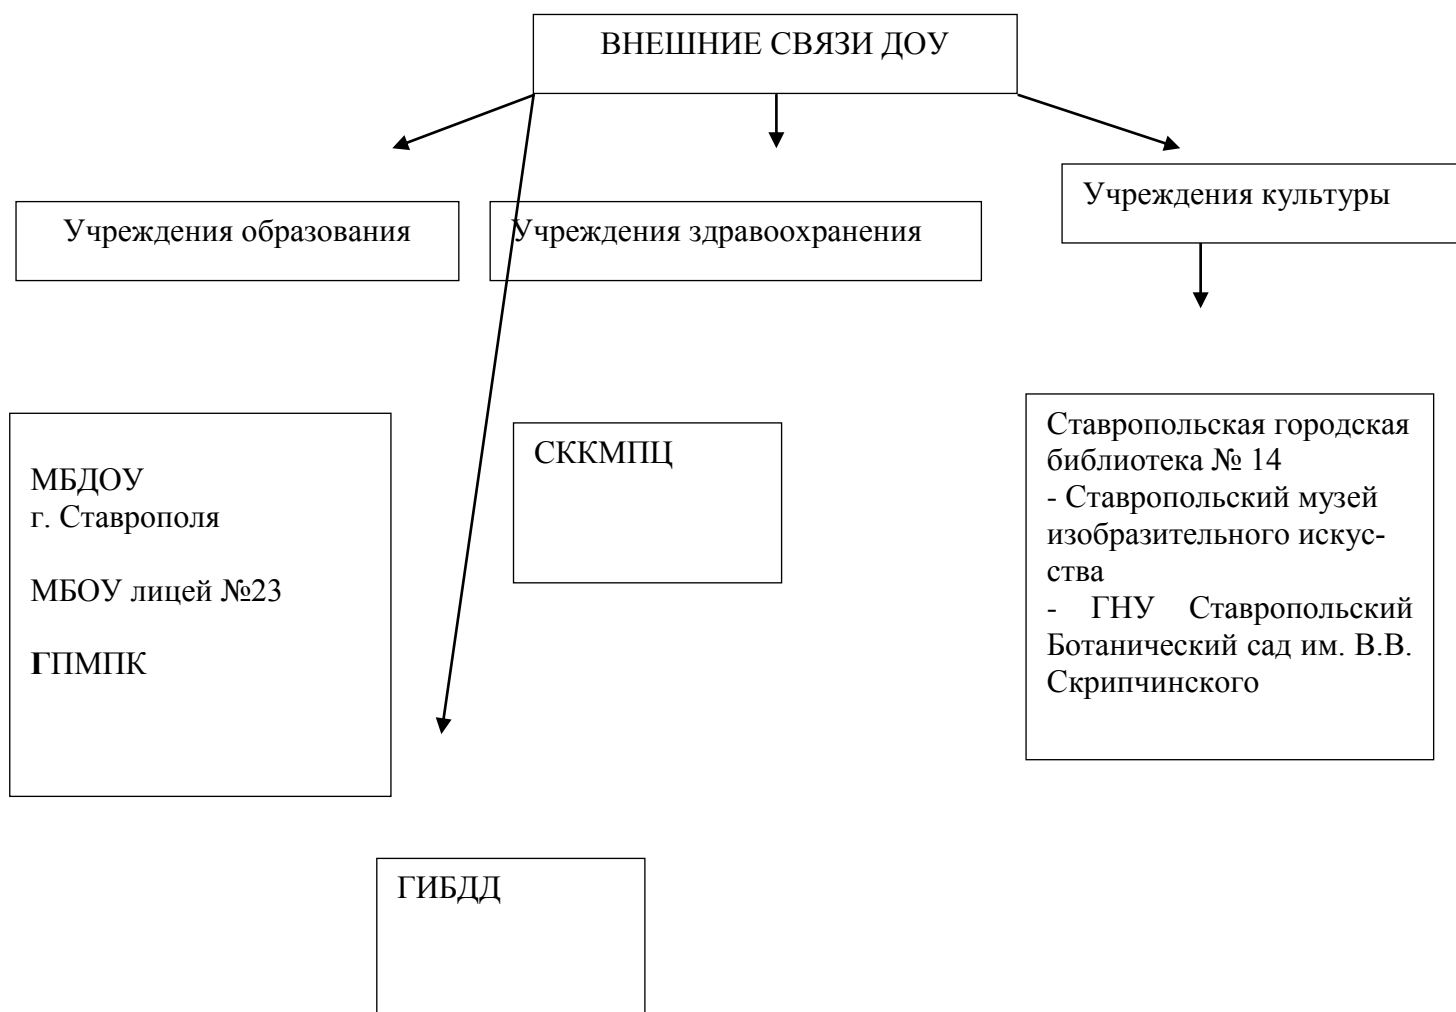 ВНЕШНИЕ СВЯЗИ ДОУ
Учреждения образования
Учреждения здравоохранения
Учреждения культуры
МБДОУ
г. Ставрополя
МБОУ лицей №23
ГПМПК
СККМПЦ
Ставропольская городская
библиотека № 14
- Ставропольский музей
изобразительного искус-
ства
- ГНУ Ставропольский
Ботанический сад им. В.В.
Скрипчинского
ГИБДД